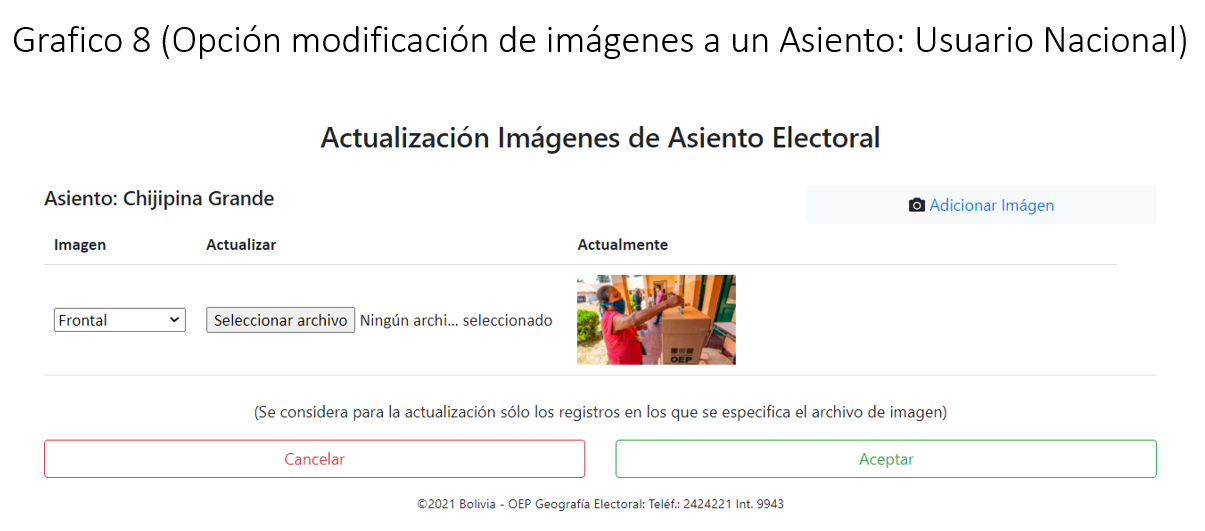 Grafico 8 (Opción modificación de imágenes a un Asiento: Usuario Nacional)
Actualización Imágenes de Asiento Electoral
Asiento: Chijipina Grande
Adicionar Imágen
Imagen Actualizar Actualmente
Frontal Seleccionar archivo Ningún archi... seleccionado
OEP
(Se considera para la actualización sólo los registros en los que se especifica el archivo de imagen)
Cancelar Aceptar
©2021 Bolivia - OEP Geografía Electoral: Teléf.: 2424221 Int. 9943